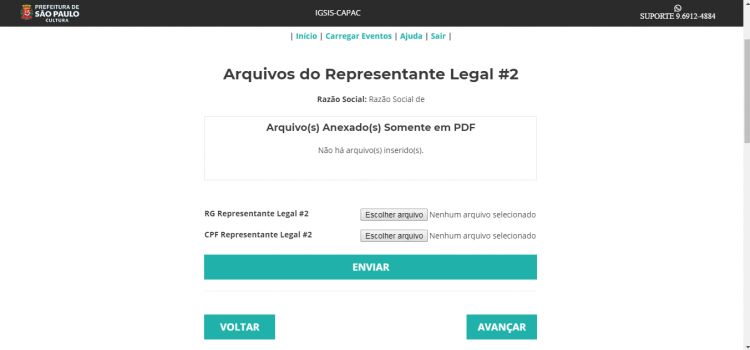 PREFEITURA DE
SÃO PAULO
CULTURA
IGSIS-CAPAC
SUPORTE 9.6912-4884
| Início | Carregar Eventos | Ajuda | Sair |
Arquivos do Representante Legal #2
Razão Social: Razão Social de
Arquivo(s) Anexado(s) Somente em PDF
Não há arquivo(s) inserido(s).
RG Representante Legal #2 Escolher arquivo Nenhum arquivo selecionado
CPF Representante Legal #2 Escolher arquivo Nenhum arquivo selecionado
ENVIAR
VOLTAR AVANÇAR